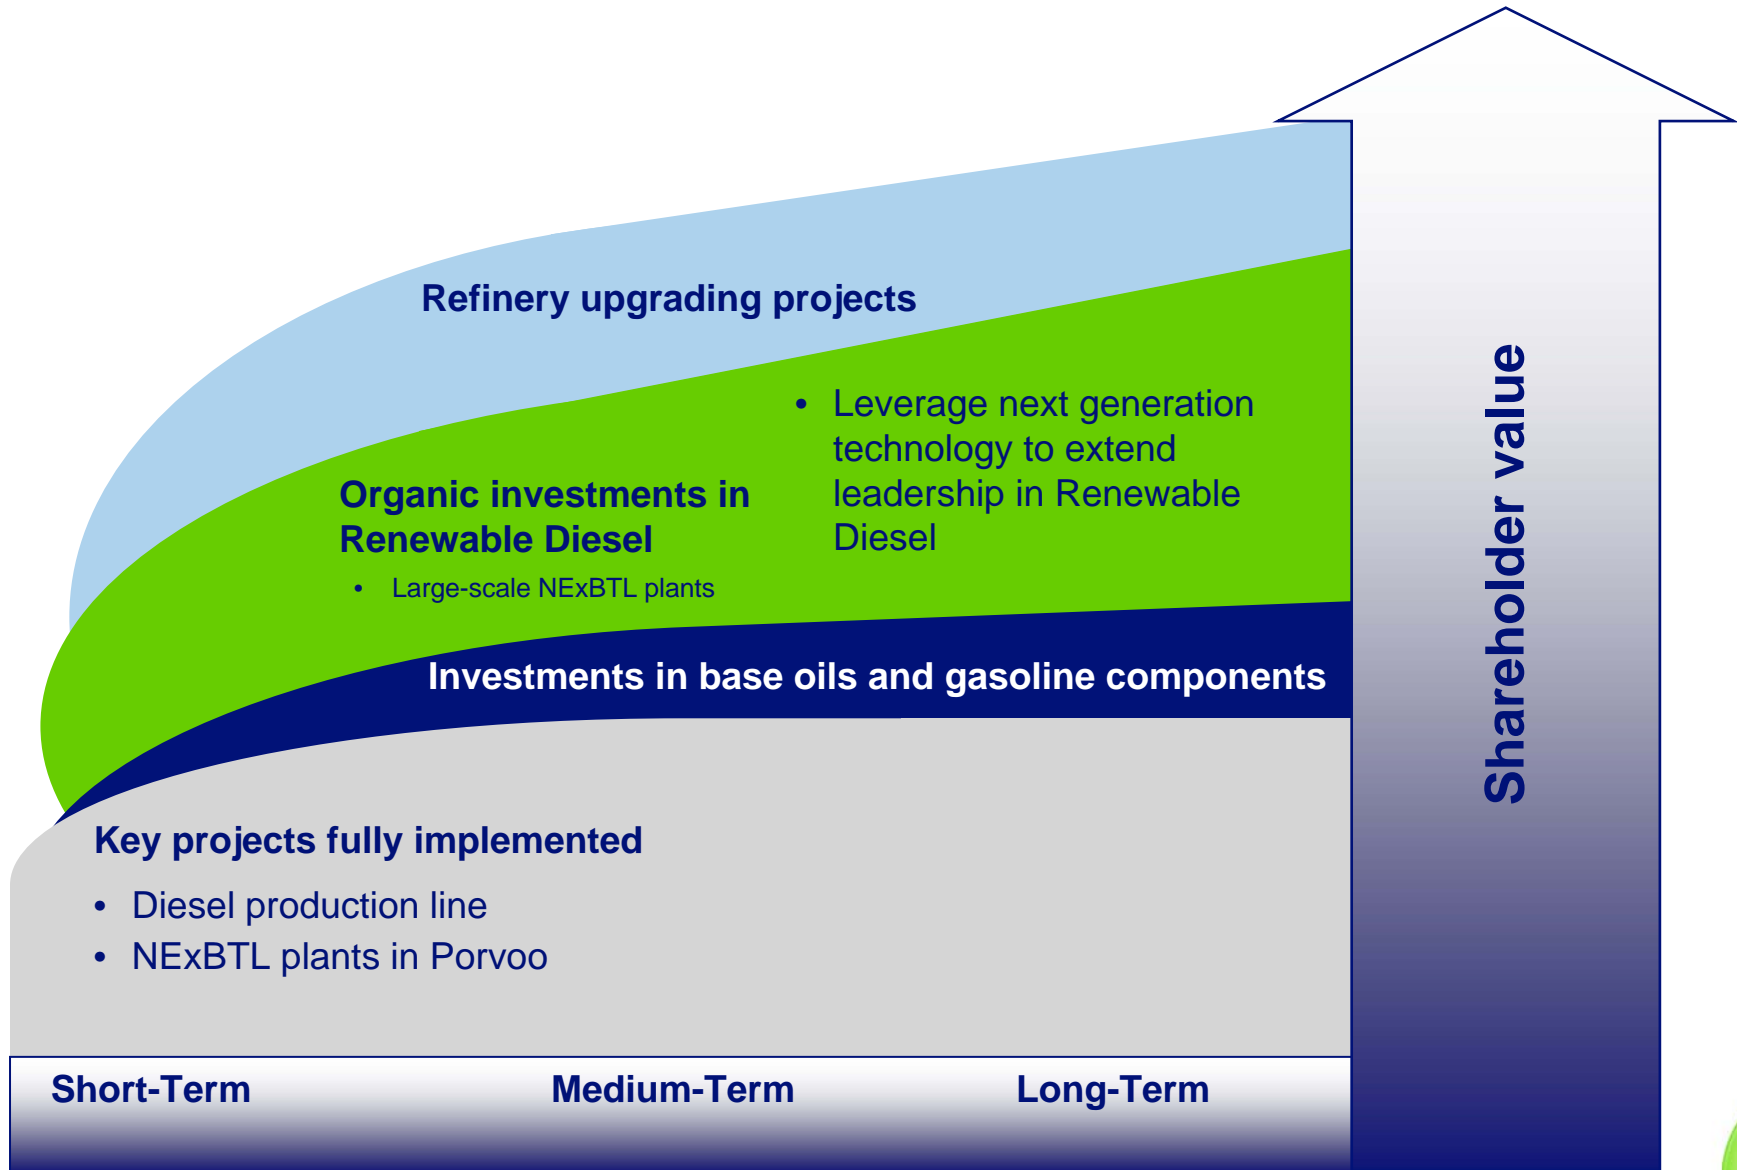 Refinery upgrading projects
Organic investments in
Renewable Diesel
• Large-scale NExBTL plants
• Leverage next generation
technology to extend
leadership in Renewable
Diesel
Investments in base oils and gasoline components
Key projects fully implemented
• Diesel production line
• NExBTL plants in Porvoo
Short-Term
Medium-Term
Long-Term
Shareholder value